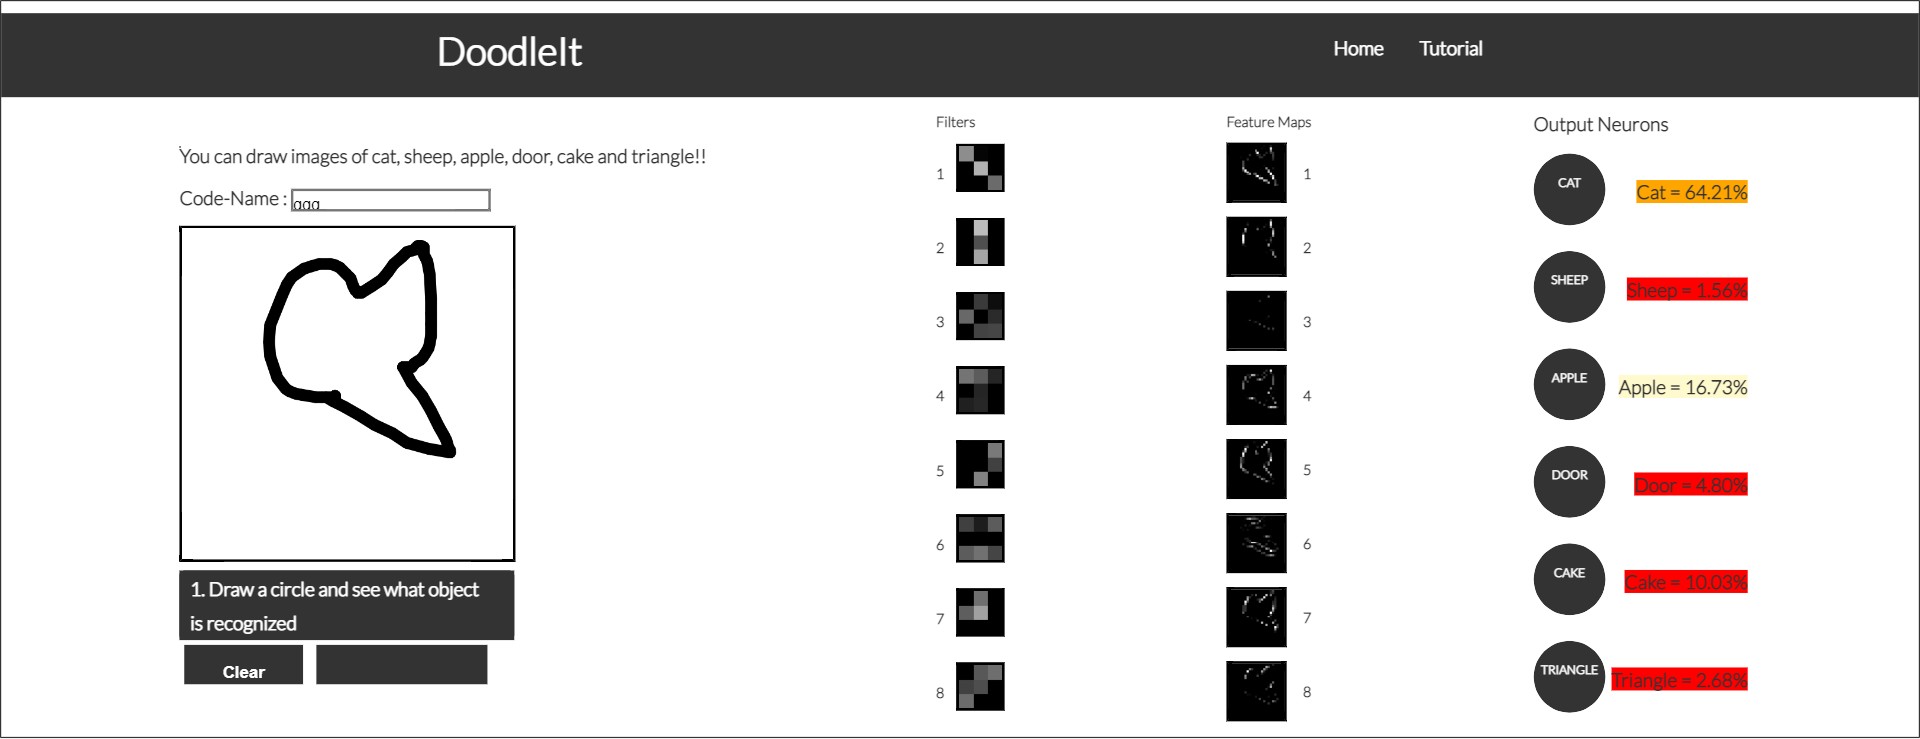 DoodleIt
Home Tutorial
You can draw images of cat, sheep, apple, door, cake and triangle!!
Code-Name :
1. Draw a circle and see what object
is recognized
Clear
Filters
1
2
3
4
5
6
7
8
Feature Maps
1
2
3
4
5
6
7
8
Output Neurons
CAT Cat = 64.21%
SHEEP Sheep = 1.56%
APPLE Apple = 16.73%
DOOR Door = 4.80%
CAKE Cake = 10.03%
TRIANGLE Triangle = 2.68%